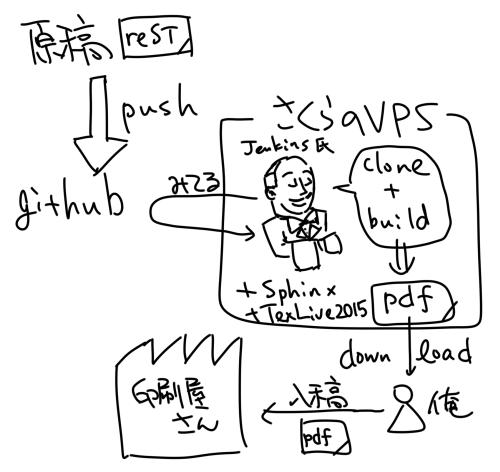 原稿 reST
push
github
みてる
さくらのVPS
Jenkins氏
clone
+
build
pdf
+Sphinx
+TexLive2015
down load
印刷屋
さん
入稿
pdf
俺